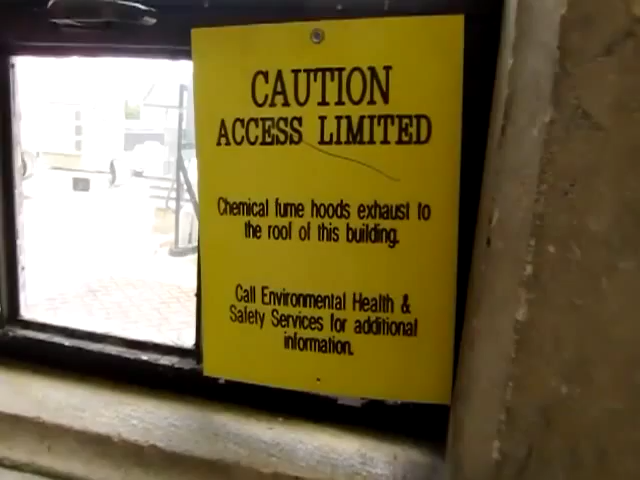 CAUTION
ACCESS LIMITED
Chemical fume hoods exhaust to
the roof of this building.
Call Environmental Health &
Safety Services for additional
information.